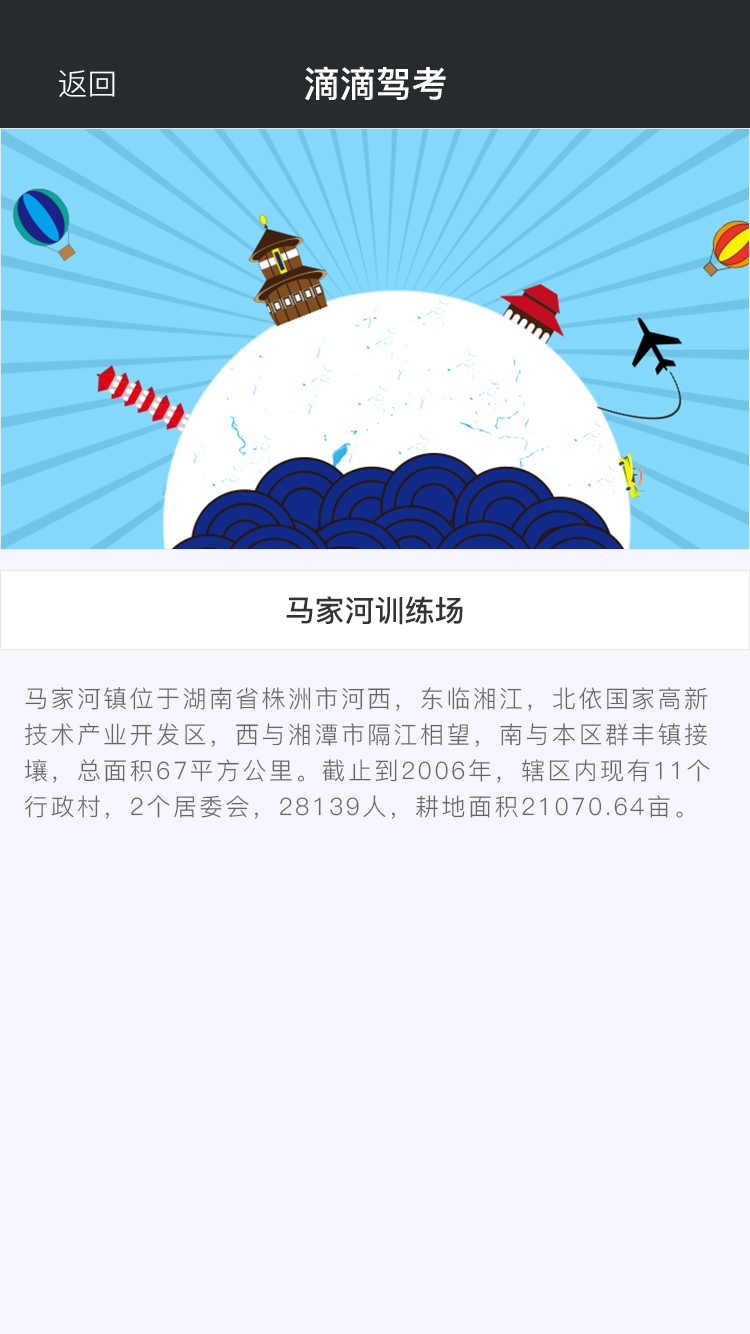 返回
滴滴驾考
马家河训练场
马家河镇位于湖南省株洲市河西，东临湘江，北依国家高新
技术产业开发区，西与湘潭市隔江相望，南与本区群丰镇接
壤，总面积67平方公里。截止到2006年，辖区内现有11个
行政村，2个居委会，28139人，耕地面积21070.64亩。